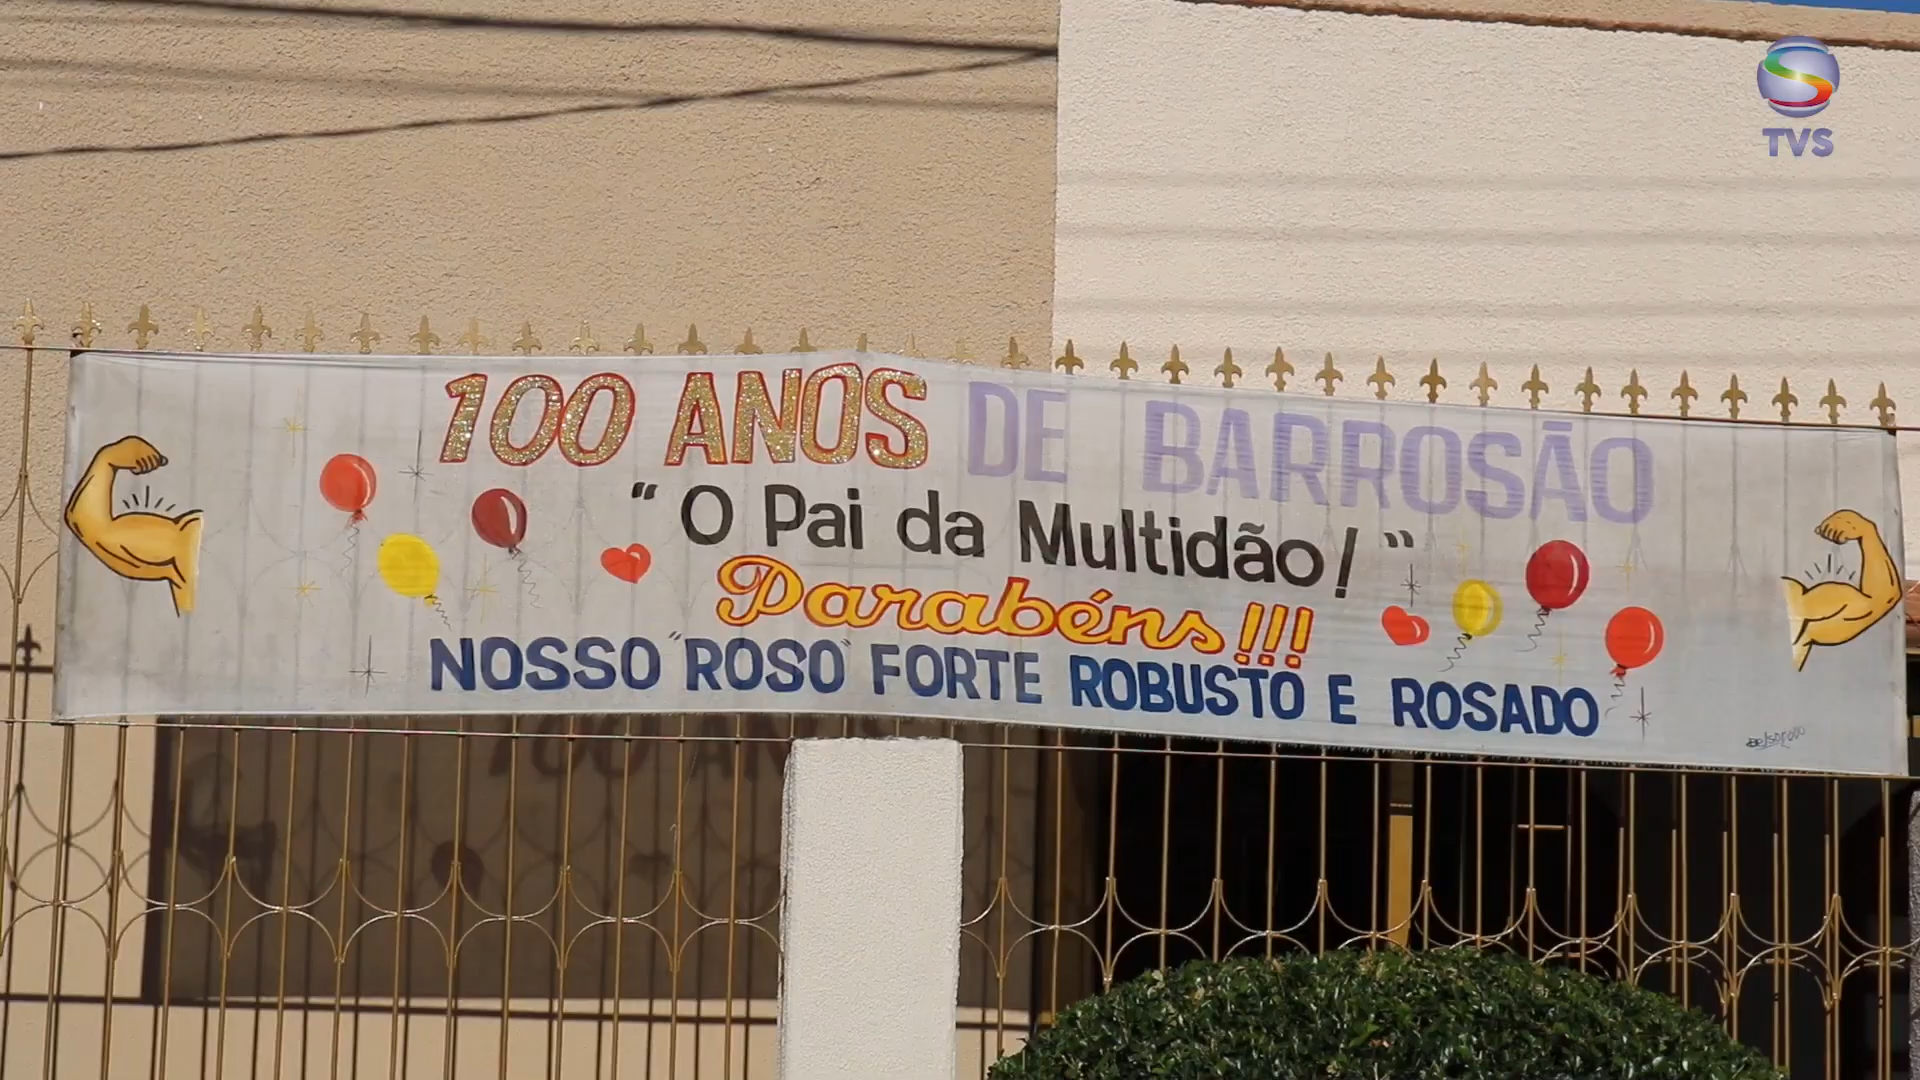 TVS
100 ANOS DE BARROSÃO
"O Pai da Multidão!"
Parabéns!!!
NOSSO "ROSO" FORTE ROBUSTO E ROSADO